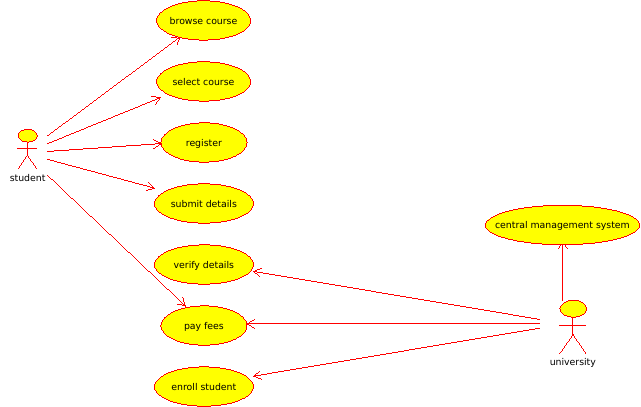 browse course
select course
register
student
submit details
central management system
verify details
pay fees
university
enroll student